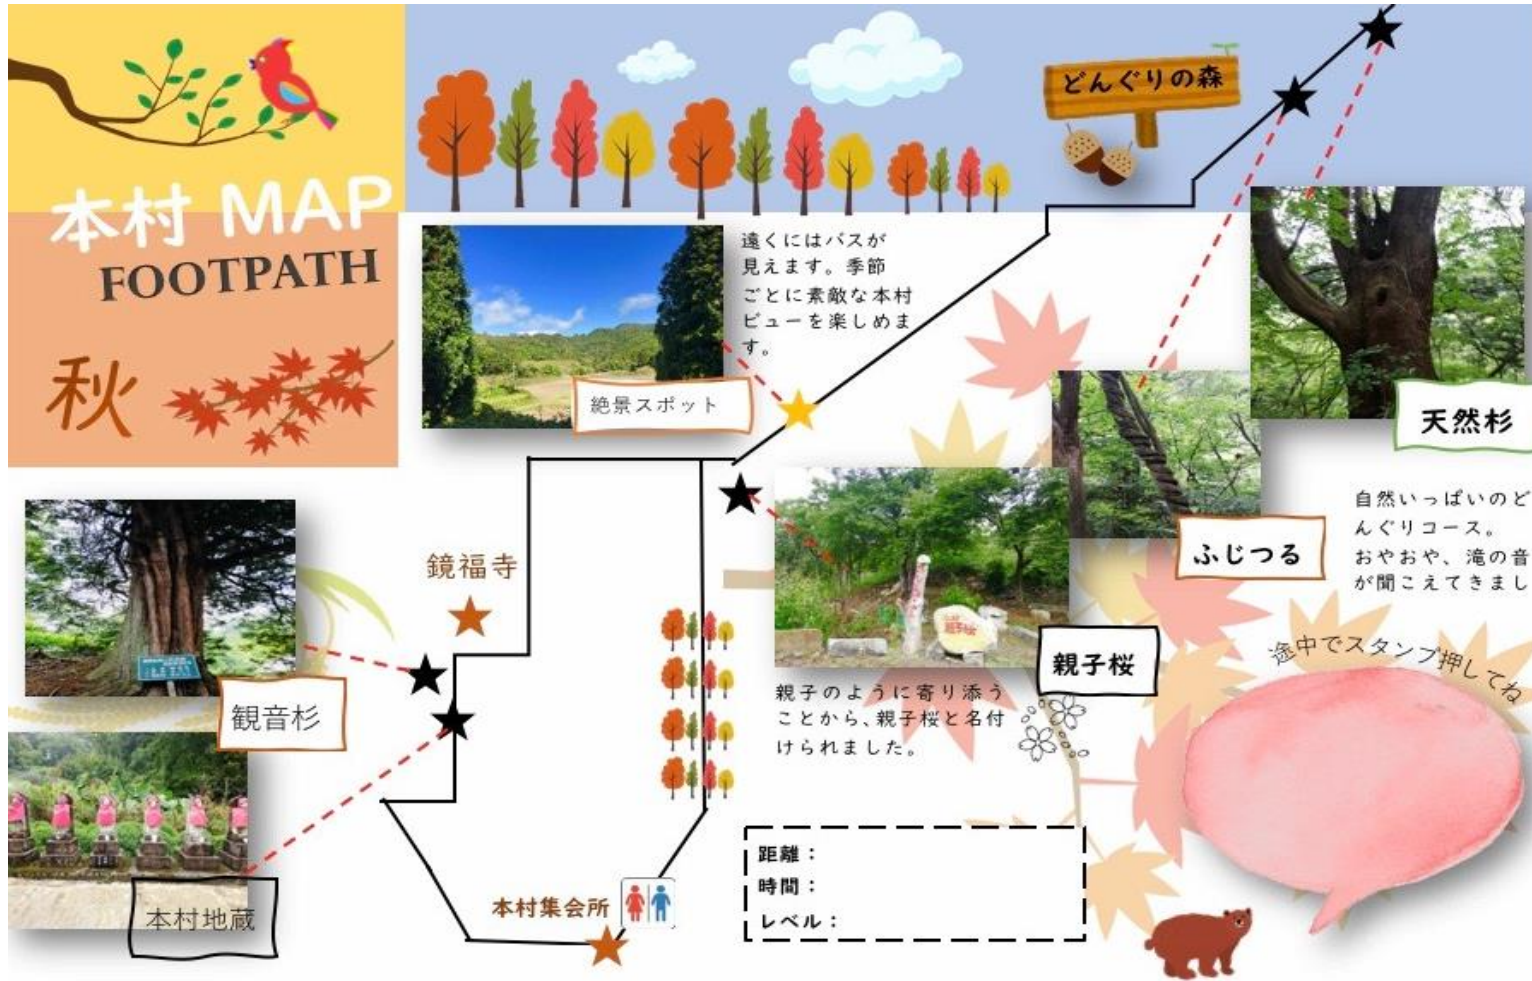 本村 MAP
FOOTPATH
秋
どんぐりの森
遠くにはバスが
見えます。季節
ごとに素敵な本村
ビューを楽しめま
す。
絶景スポット
天然杉
自然いっぱいのど
んぐりコース。
おやおや、滝の音
が聞こえてきまし
ふじつる
鏡福寺
観音杉
親子桜
親子桜
親子のように寄り添う
ことから、親子桜と名付
けられました。
途中でスタンプ押してね
本村地蔵
本村集会所
距離：
時間：
レベル：